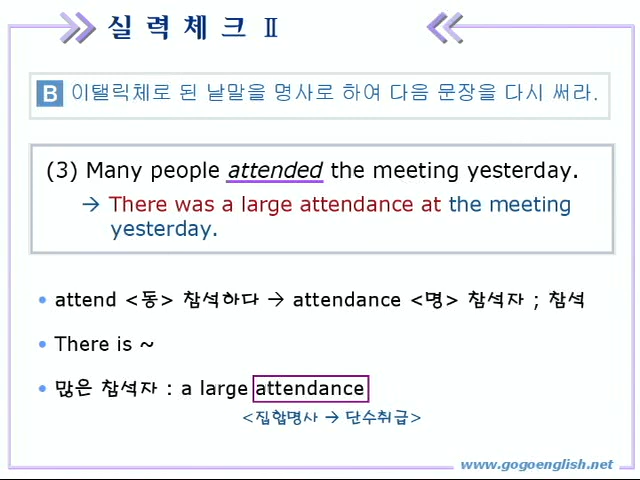 실 력 체 크 Ⅱ
B 이탤릭체로 된 낱말을 명사로 하여 다음 문장을 다시 써라.
(3) Many people attended the meeting yesterday.
→ There was a large attendance at the meeting
yesterday.
• attend <동> 참석하다 → attendance <명> 참석자 ; 참석
• There is ~
• 많은 참석자 : a large attendance
<집합명사 → 단수취급>
www.gogoenglish.net